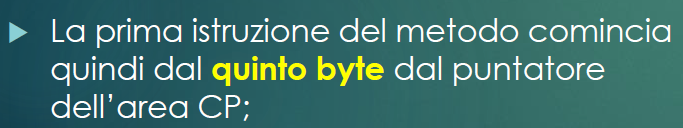 La prima istruzione del metodo comincia
quindi dal quinto byte dal puntatore
dell'area CP;